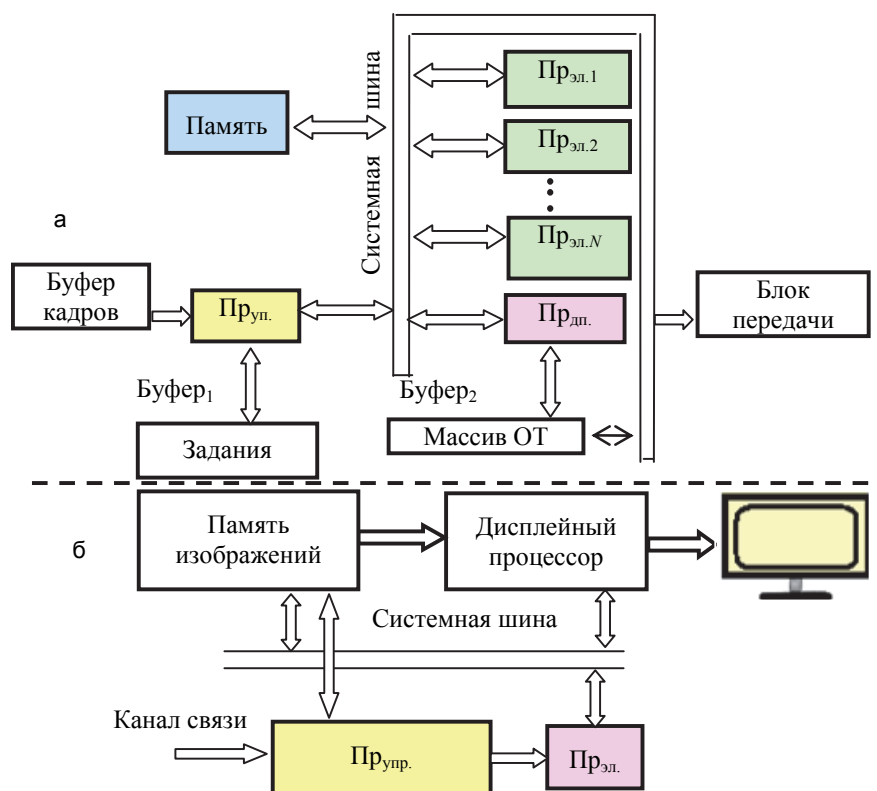 Системная шина
Память
Пр эл.1
Пр эл.2
Пр эл.N
а
Буфер
кадров
Пр уп.
Пр дп.
Блок
передачи
Буфер1
Буфер2
Задания
Массив ОТ
б
Память
изображений
Дисплейный
процессор
Системная шина
Канал связи
Пр упр.
Пр эл.